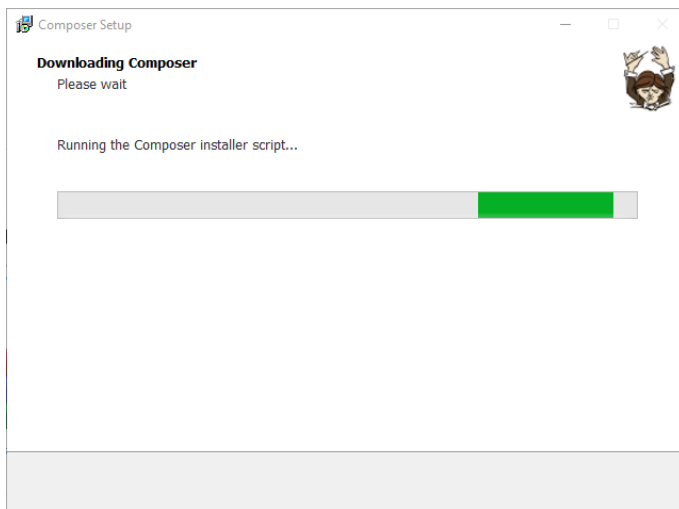 Composer Setup
Downloading Composer
Please wait
Running the Composer installer script...